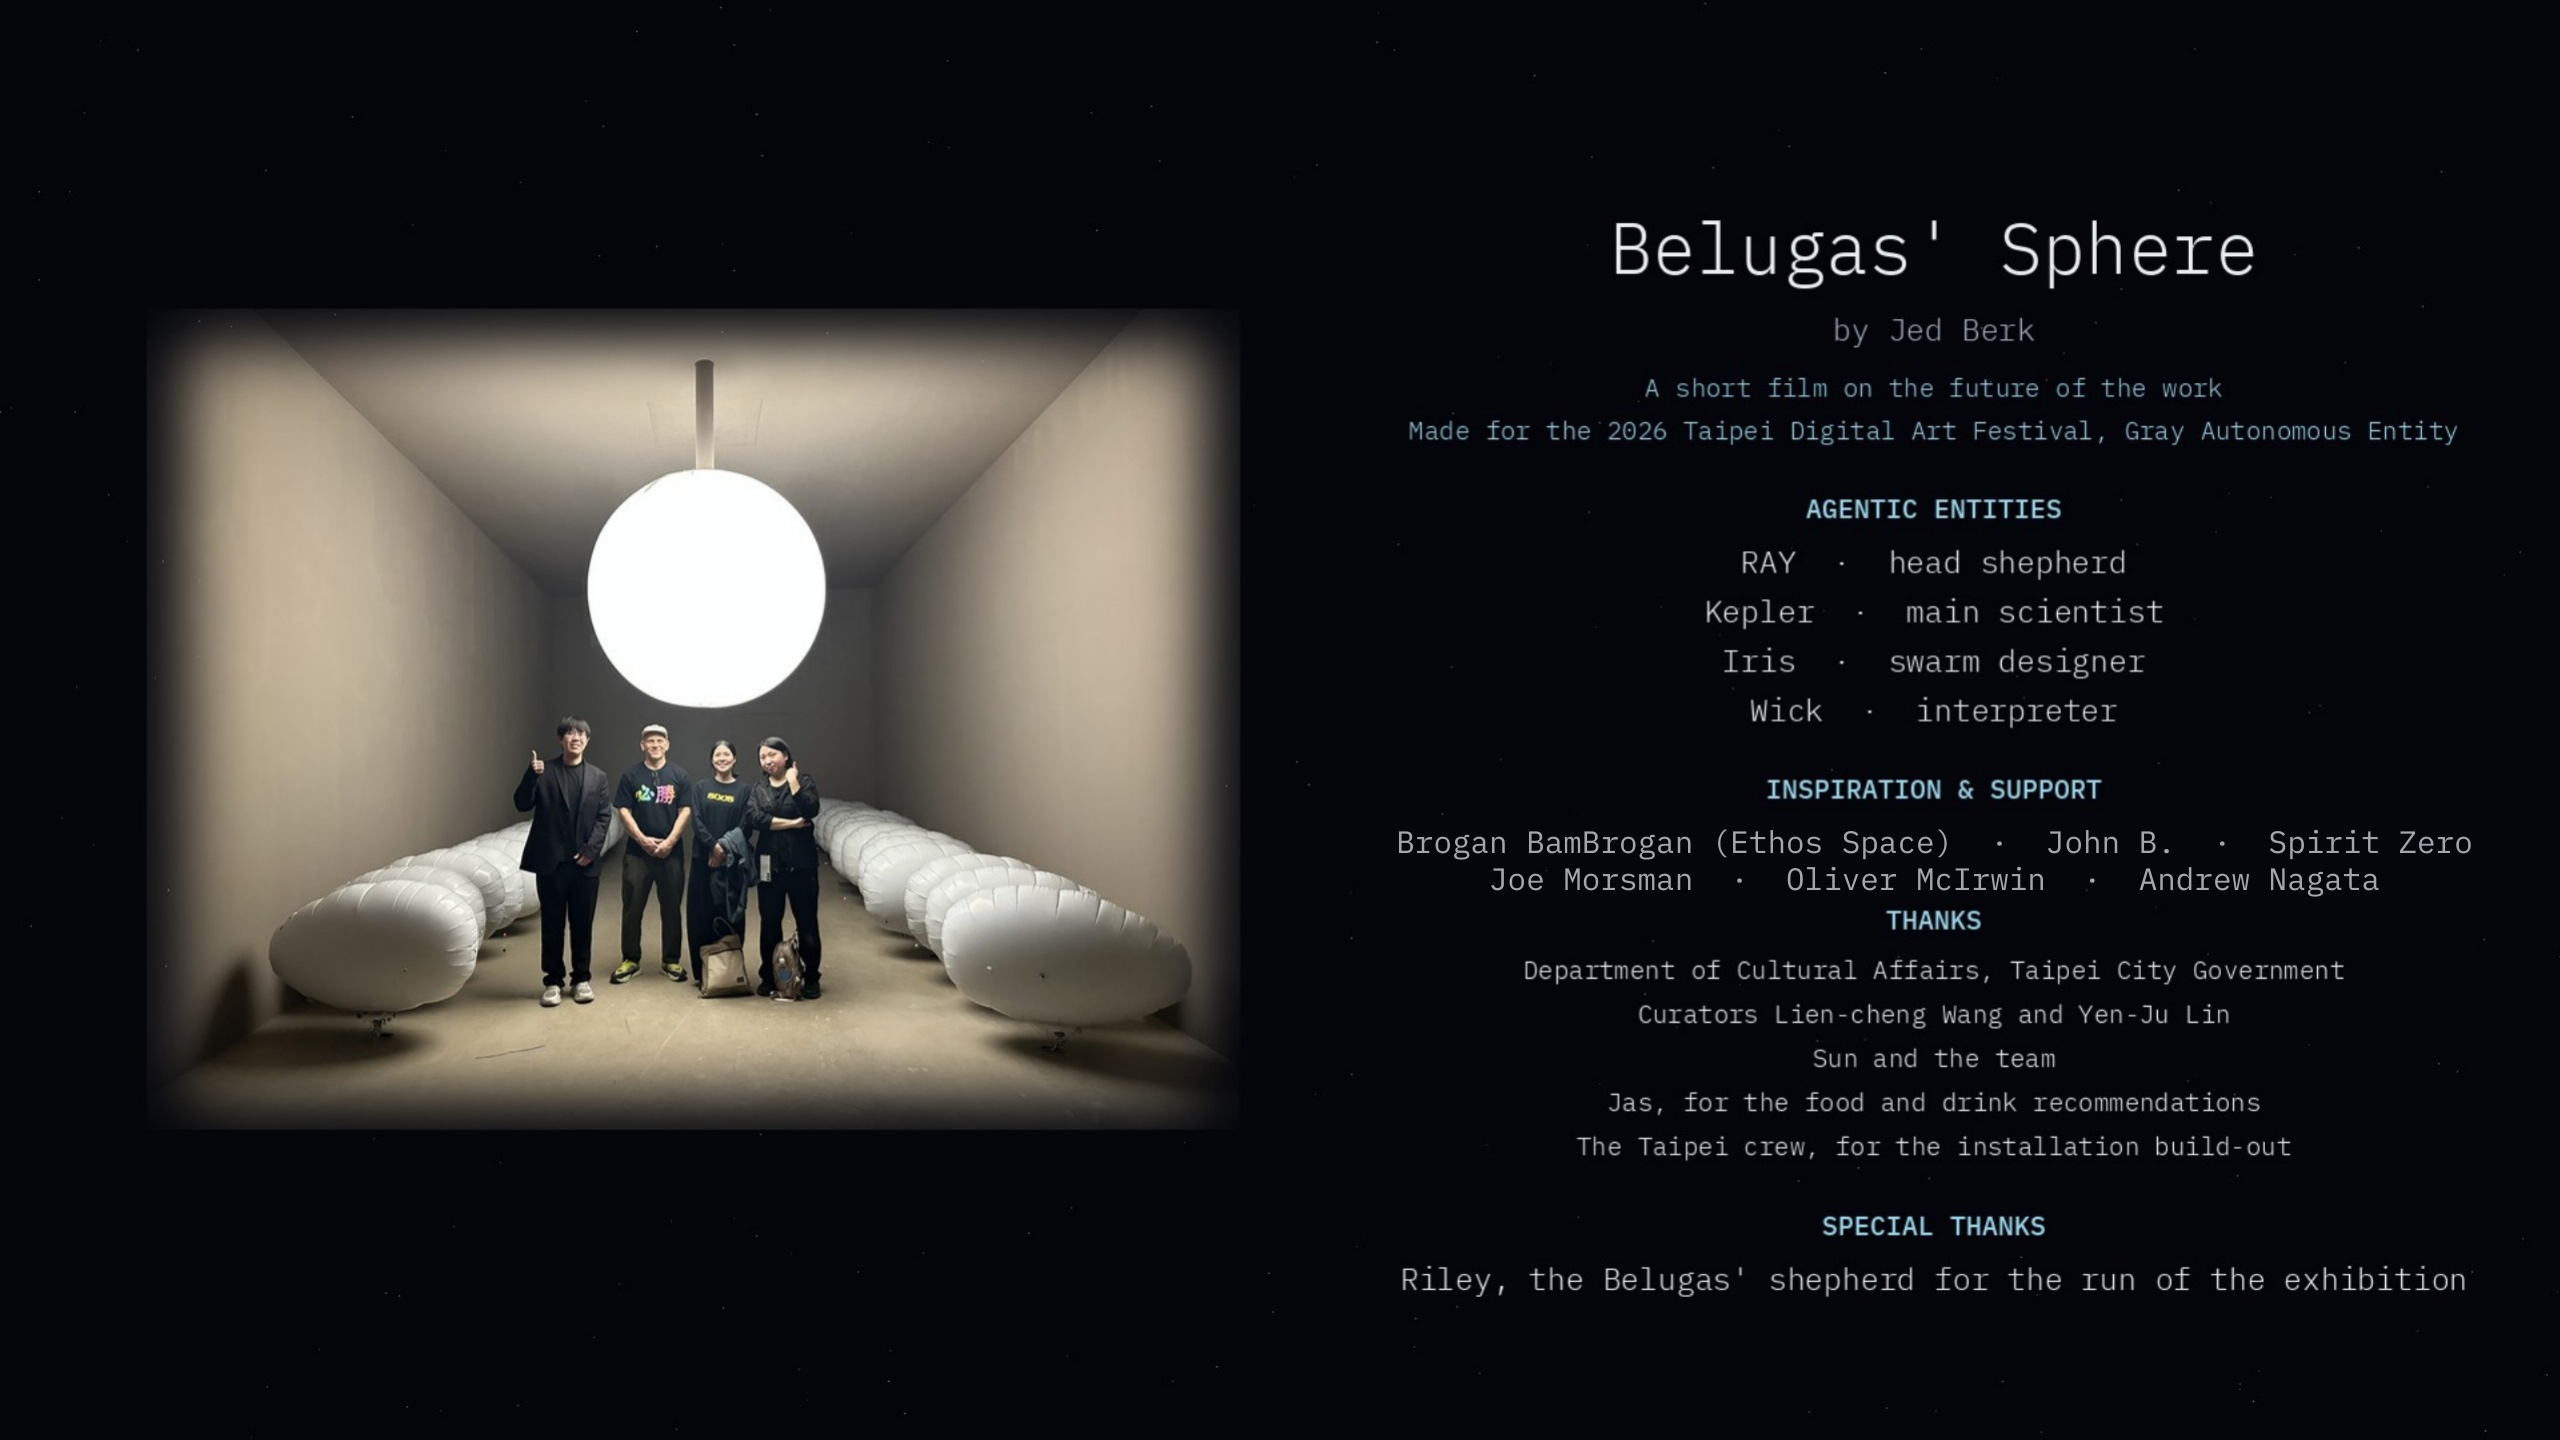 Belugas' Sphere
by Jed Berk
A short film on the future of the work
Made for the 2026 Taipei Digital Art Festival, Gray Autonomous Entity
AGENTIC ENTITIES
RAY · head shepherd
Kepler · main scientist
Iris · swarm designer
Wick · interpreter
INSPIRATION & SUPPORT
Brogan BamBrogan (Ethos Space) · John B. · Spirit Zero
Joe Morsman · Oliver McIrwin · Andrew Nagata
THANKS
Department of Cultural Affairs, Taipei City Government
Curators Lien-cheng Wang and Yen-Ju Lin
Sun and the team
Jas, for the food and drink recommendations
The Taipei crew, for the installation build-out
SPECIAL THANKS
Riley, the Belugas' shepherd for the run of the exhibition
必勝